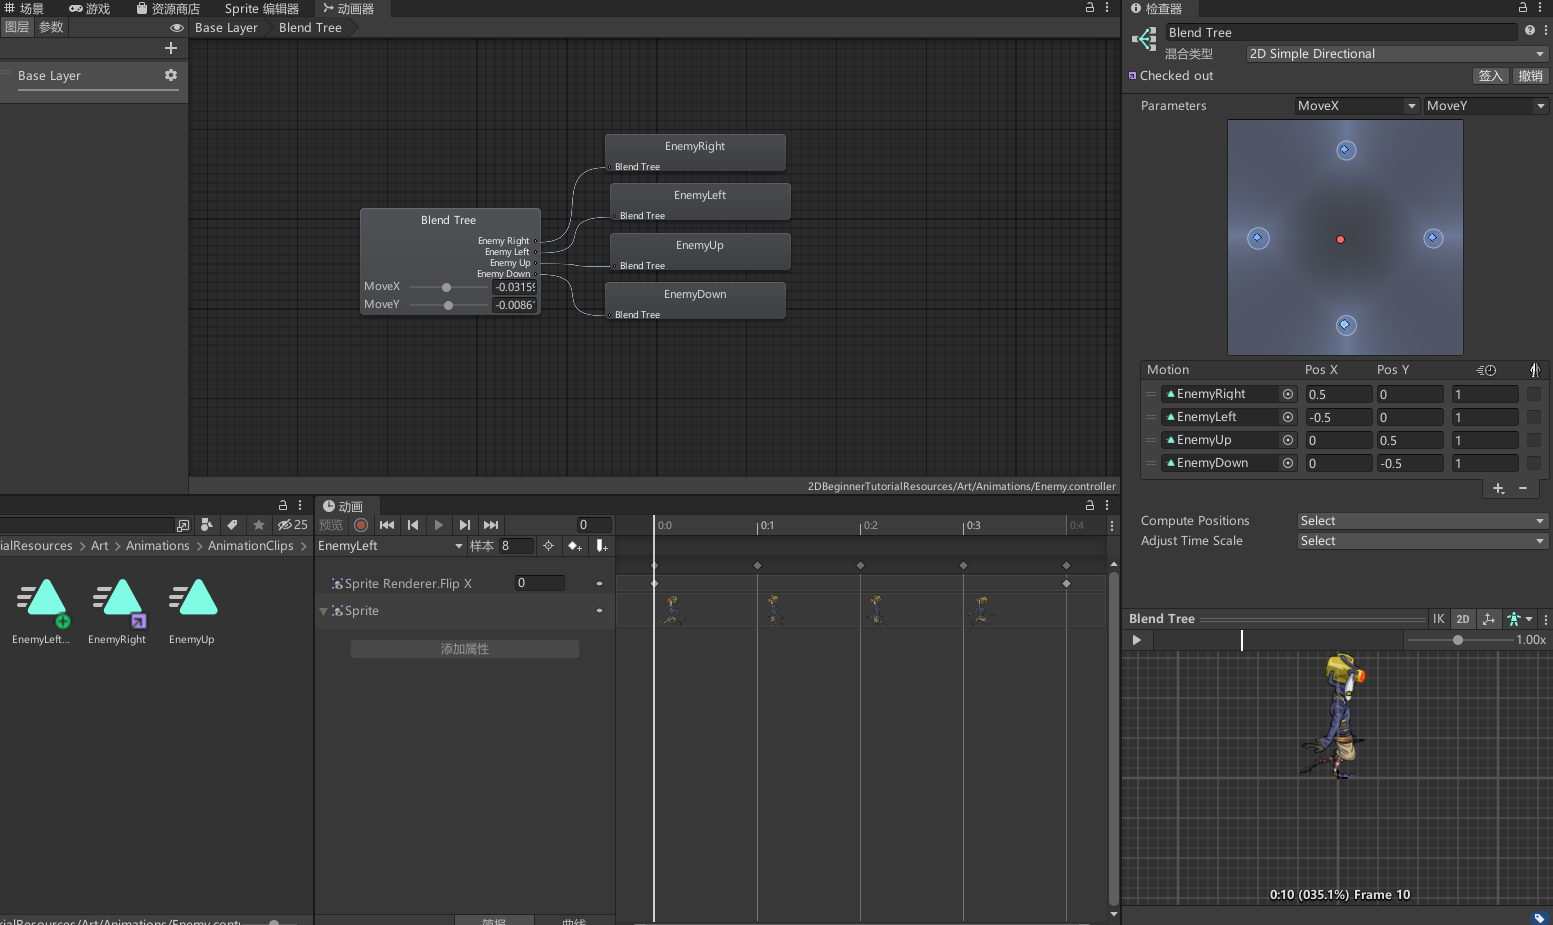 场景 游戏 资源商店 Sprite 编辑器 动画器
图层 参数
Base Layer Blend Tree
Base Layer
EnemyRight
Blend Tree
EnemyLeft
Blend Tree
EnemyUp
Blend Tree
EnemyDown
Blend Tree
Blend Tree
Enemy Right
Enemy Left
Enemy Up
Enemy Down
MoveX -0.0315
MoveY -0.0086
2DBeginnerTutorialResources/Art/Animations/Enemy.controller
25
ialResources > Art > Animations > AnimationClips >
EnemyLeft... EnemyRight EnemyUp
rialResources/Art/Animations/Enemy.cont
动画
预览 0
0:0 0:1 0:2 0:3 0:4
EnemyLeft 样本 8
Sprite Renderer.Flip X 0
Sprite
添加属性
简报 曲线
检查器
Blend Tree
混合类型 2D Simple Directional
Checked out 签入 撤销
Parameters MoveX MoveY
Motion Pos X Pos Y
EnemyRight 0.5 0 1
EnemyLeft -0.5 0 1
EnemyUp 0 0.5 1
EnemyDown 0 -0.5 1
Compute Positions Select
Adjust Time Scale Select
Blend Tree IK 2D
1.00x
0:10 (035.1%) Frame 10